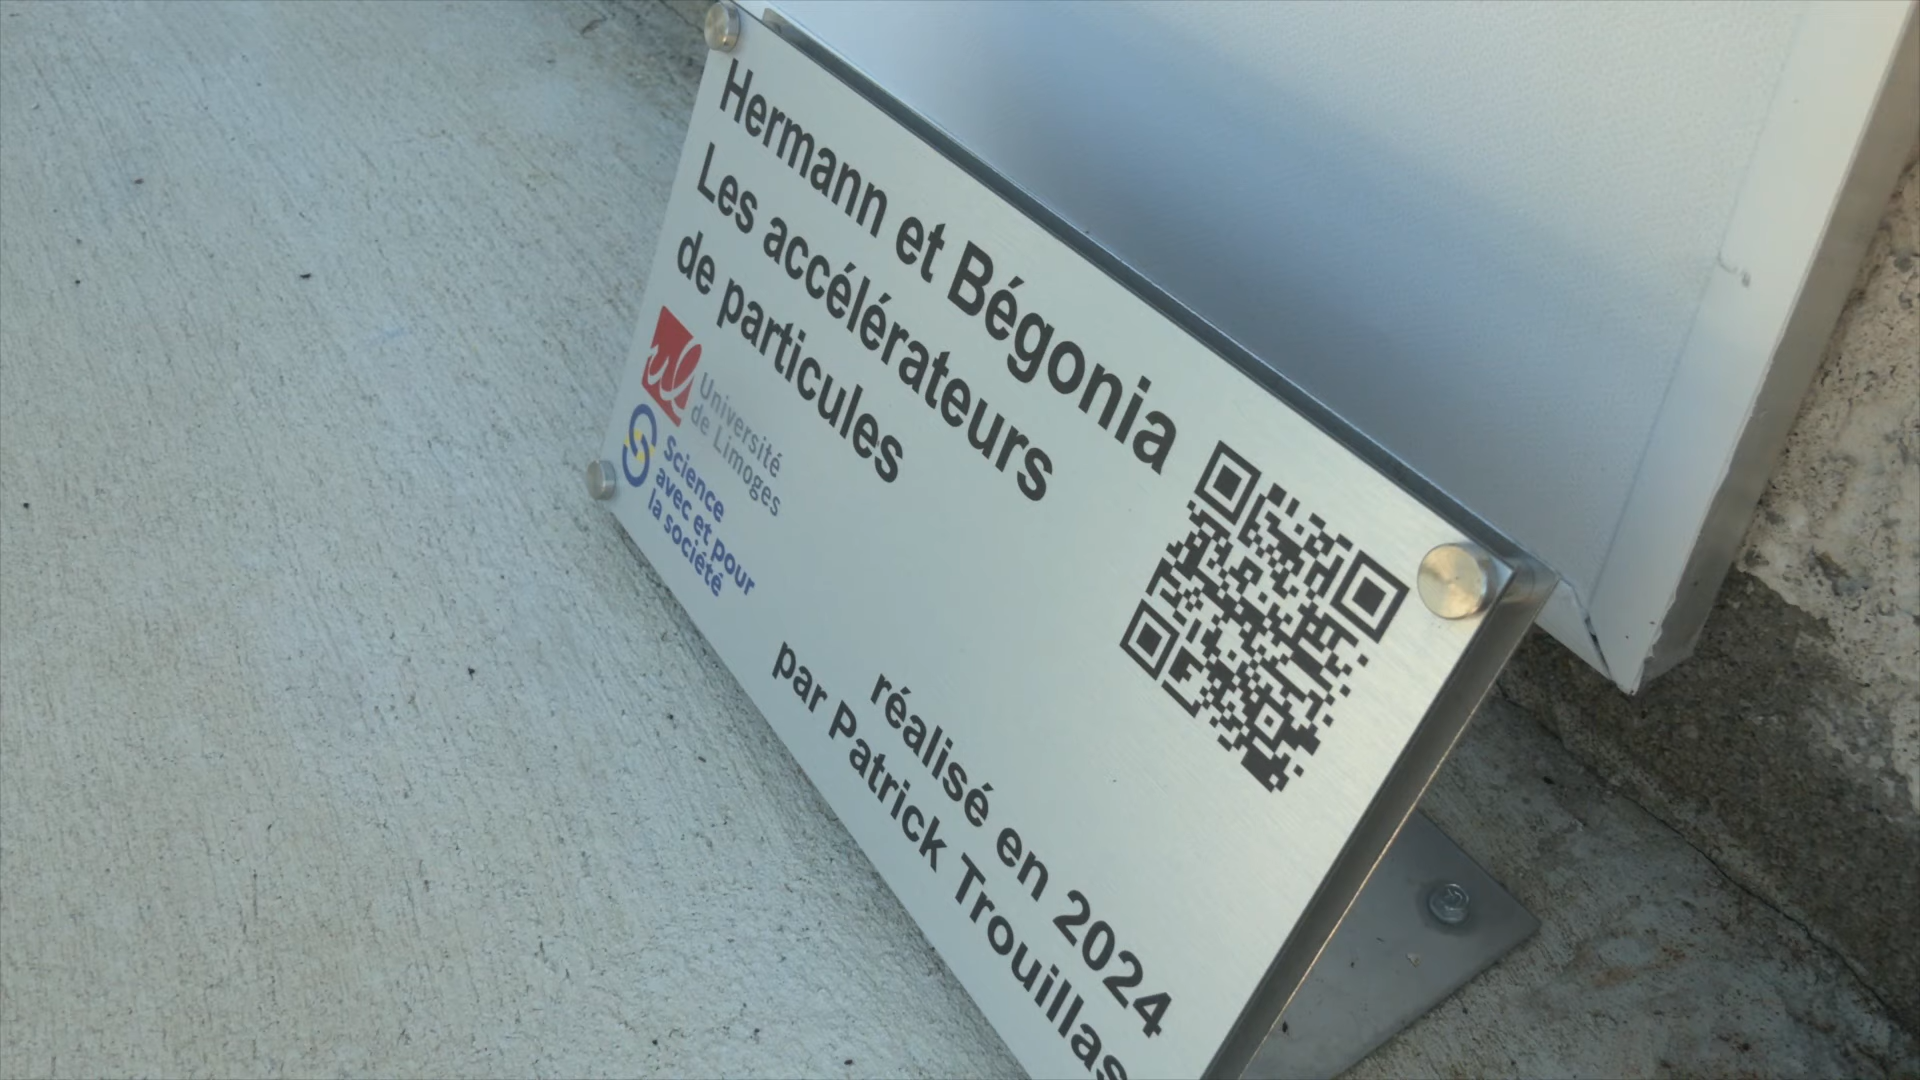 Hermann et Bégonia
Les accélérateurs
de particules
Université
de Limoges
Science
avec et pour
la société
réalisé en 2024
par Patrick Trouillas